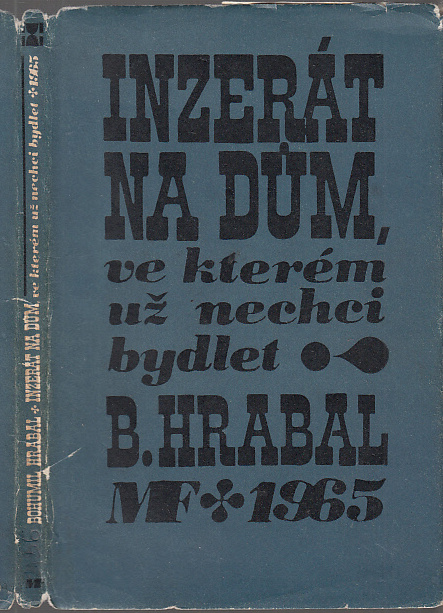 INZERÁT
NA DŮM,
ve kterém
už nechci
bydlet
B. HRABAL
MF ✤ 1965
BOHUMIL HRABAL ✤ INZERÁT NA DŮM, ve kterém už nechci bydlet ✤ 1965